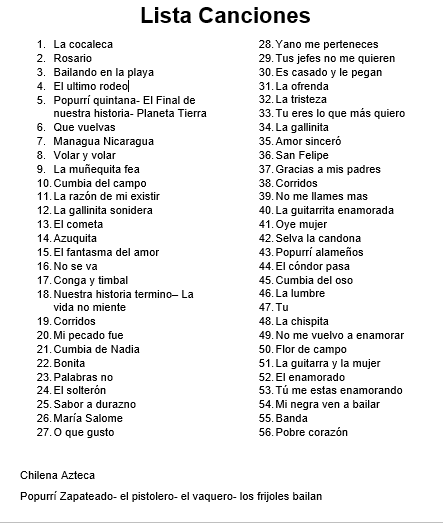 Lista Canciones
1. La cocaleca
2. Rosario
3. Bailando en la playa
4. El ultimo rodeo
5. Popurrí quintana- El Final de
nuestra historia- Planeta Tierra
6. Que vuelvas
7. Managua Nicaragua
8. Volar y volar
9. La muñequita fea
10. Cumbia del campo
11. La razón de mi existir
12. La gallinita sonidera
13. El cometa
14. Azuquita
15. El fantasma del amor
16. No se va
17. Conga y timbal
18. Nuestra historia termino– La
vida no miente
19. Corridos
20. Mi pecado fue
21. Cumbia de Nadia
22. Bonita
23. Palabras no
24. El solterón
25. Sabor a durazno
26. María Salome
27. O que gusto
28. Yano me perteneces
29. Tus jefes no me quieren
30. Es casado y le pegan
31. La ofrenda
32. La tristeza
33. Tu eres lo que más quiero
34. La gallinita
35. Amor sinceró
36. San Felipe
37. Gracias a mis padres
38. Corridos
39. No me llames mas
40. La guitarrita enamorada
41. Oye mujer
42. Selva la candona
43. Popurrí alameños
44. El cóndor pasa
45. Cumbia del oso
46. La lumbre
47. Tu
48. La chispita
49. No me vuelvo a enamorar
50. Flor de campo
51. La guitarra y la mujer
52. El enamorado
53. Tú me estas enamorando
54. Mi negra ven a bailar
55. Banda
56. Pobre corazón
Chilena Azteca
Popurrí Zapateado- el pistolero- el vaquero- los frijoles bailan